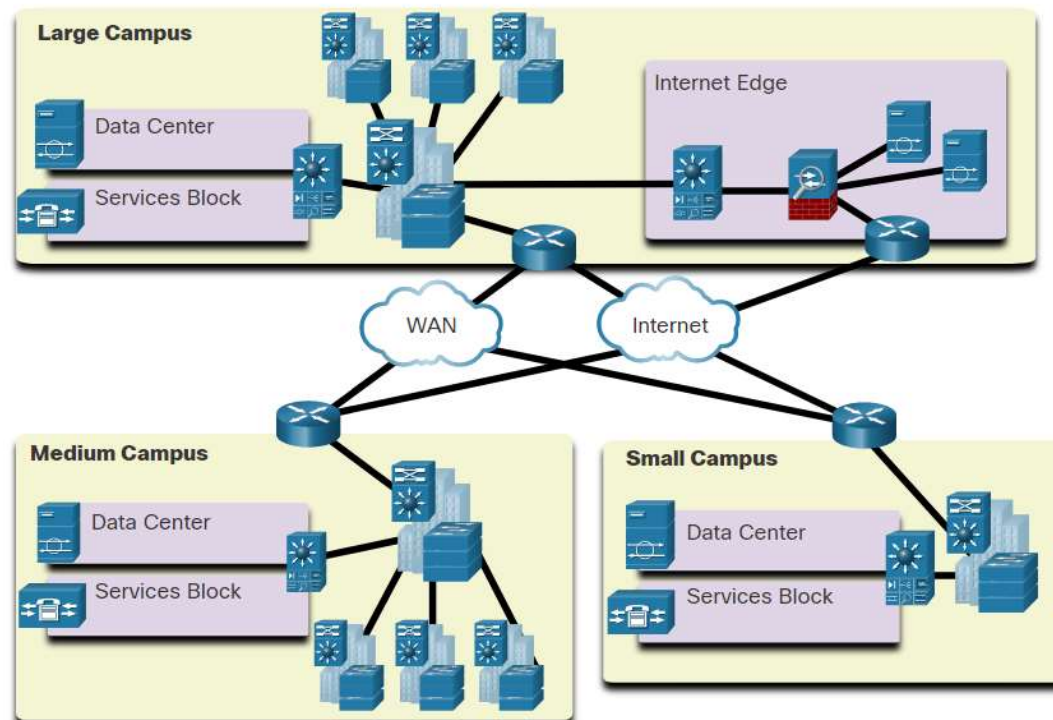 Large Campus
Data Center
Services Block
Internet Edge
WAN
Internet
Medium Campus
Data Center
Services Block
Small Campus
Data Center
Services Block